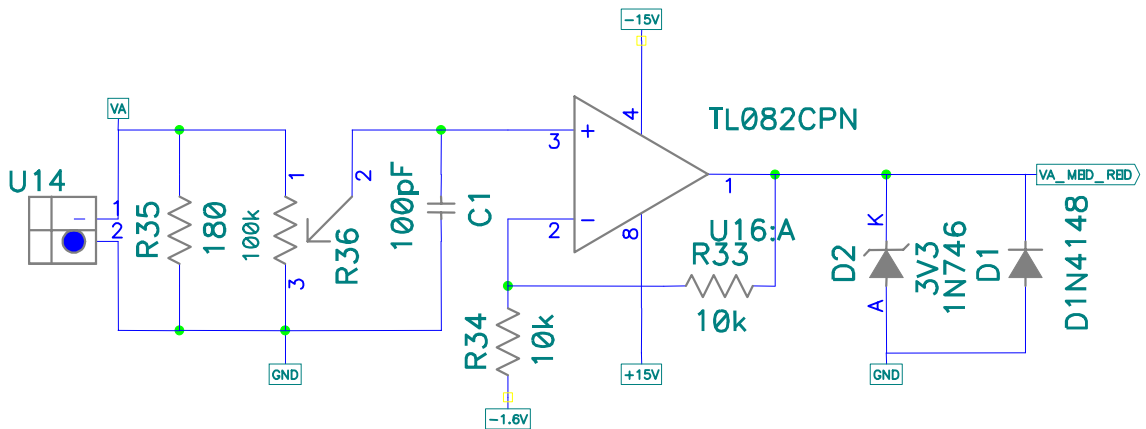 -15V
VA
4
TL082CPN
+
3
1
2
U14
1
2
-
R35
180
100k
R36
3
100pF
C1
-
2
8
1
U16:A
VA_MED_RED
R33
10k
R34
10k
GND
+15V
-1.6V
K
D2
A
3V3
1N746
D1
D1N4148
GND